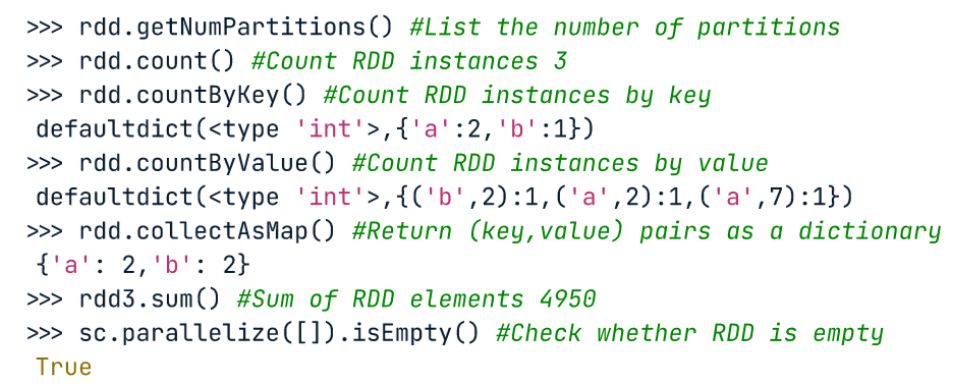 >>> rdd.getNumPartitions() #List the number of partitions
>>> rdd.count() #Count RDD instances 3
>>> rdd.countByKey() #Count RDD instances by key
defaultdict(<type 'int'>,{'a':2,'b':1})
>>> rdd.countByValue() #Count RDD instances by value
defaultdict(<type 'int'>,{('b',2):1,('a',2):1,('a',7):1})
>>> rdd.collectAsMap() #Return (key,value) pairs as a dictionary
{'a': 2,'b': 2}
>>> rdd3.sum() #Sum of RDD elements 4950
>>> sc.parallelize([]).isEmpty() #Check whether RDD is empty
True